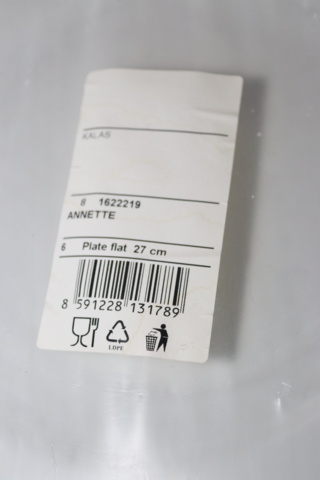 KALAS
8 1622219
ANNETTE
6 Plate flat 27 cm
8 591228 131789
LDPE